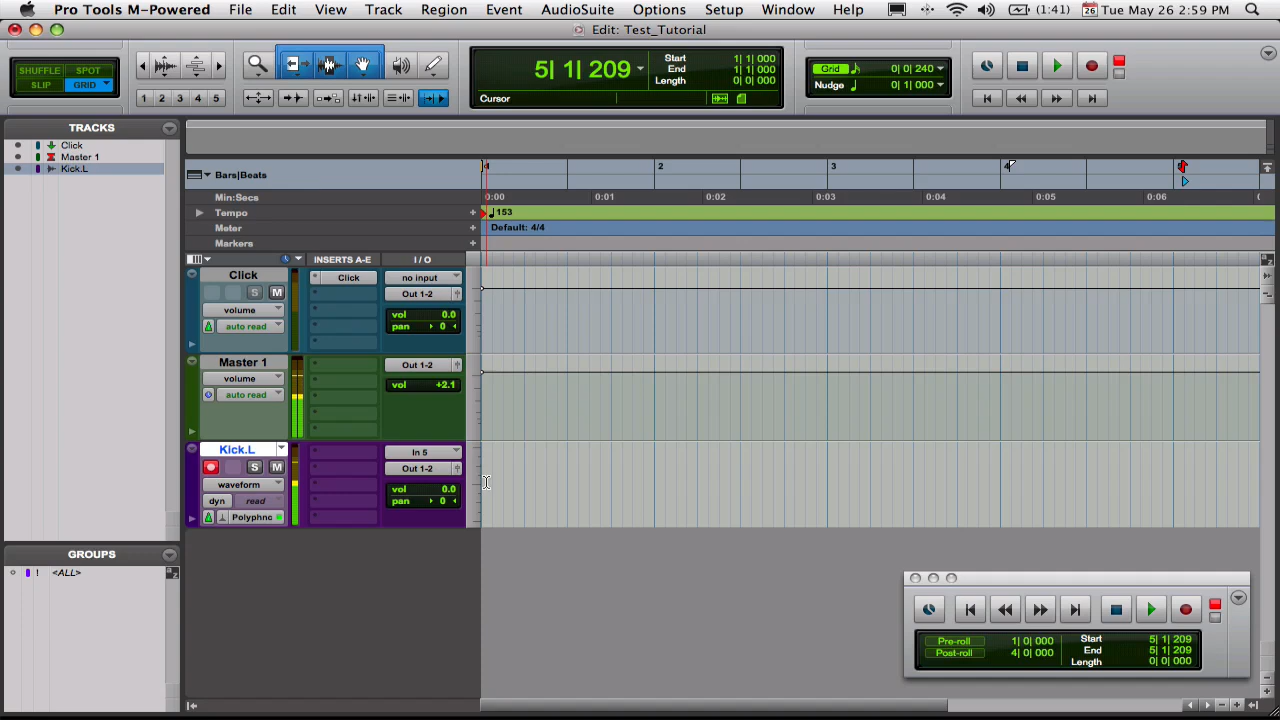 Pro Tools M-Powered File Edit View Track Region Event AudioSuite Options Setup Window Help (1:41) 26 Tue May 26 2:59 PM
Edit: Test_Tutorial
SHUFFLE SPOT
SLIP GRID
1 2 3 4 5
5| 1| 209
Start 1| 1| 000
End 1| 1| 000
Length 0| 0| 000
Cursor
Grid 0| 0| 240
Nudge 0| 1| 000
TRACKS
Click
Master 1
Kick.L
Bars|Beats 1 2 3 4
Min:Secs 0:00 0:01 0:02 0:03 0:04 0:05 0:06
Tempo 153
Meter Default: 4/4
Markers
INSERTS A-E I / O
Click
S M
volume
auto read
Click
no input
Out 1-2
vol 0.0
pan 0
Master 1
volume
auto read
Out 1-2
vol +2.1
Kick.L
S M
waveform
dyn read
Polyphnc
In 5
Out 1-2
vol 0.0
pan 0
GROUPS
! <ALL>
Pre-roll 1| 0| 000
Post-roll 4| 0| 000
Start 5| 1| 209
End 5| 1| 209
Length 0| 0| 000